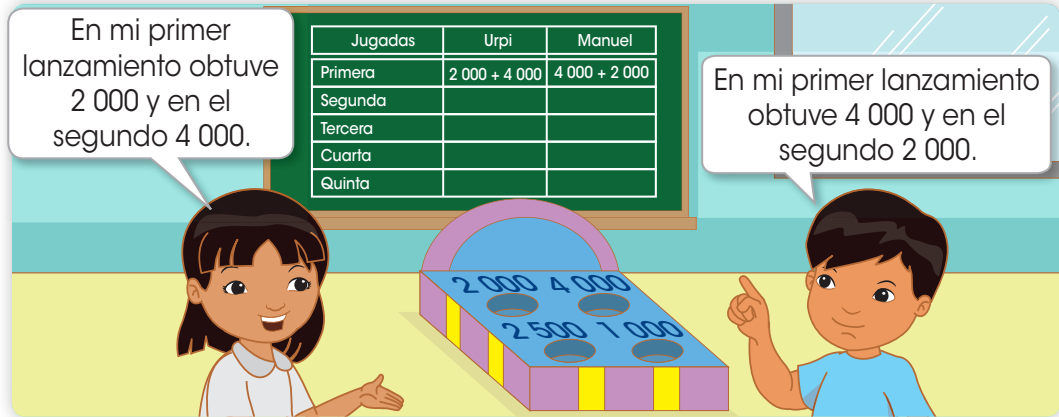 En mi primer
lanzamiento obtuve
2 000 y en el
segundo 4 000.
Jugadas Urpi Manuel
Primera 2 000 + 4 000 4 000 + 2 000
Segunda
Tercera
Cuarta
Quinta
En mi primer lanzamiento
obtuve 4 000 y en el
segundo 2 000.
2 000 4 000
2 500 1 000